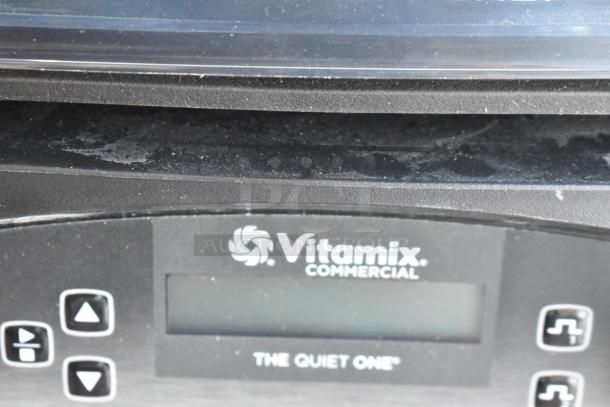 Vitamix.
COMMERCIAL
THE QUIET ONE®